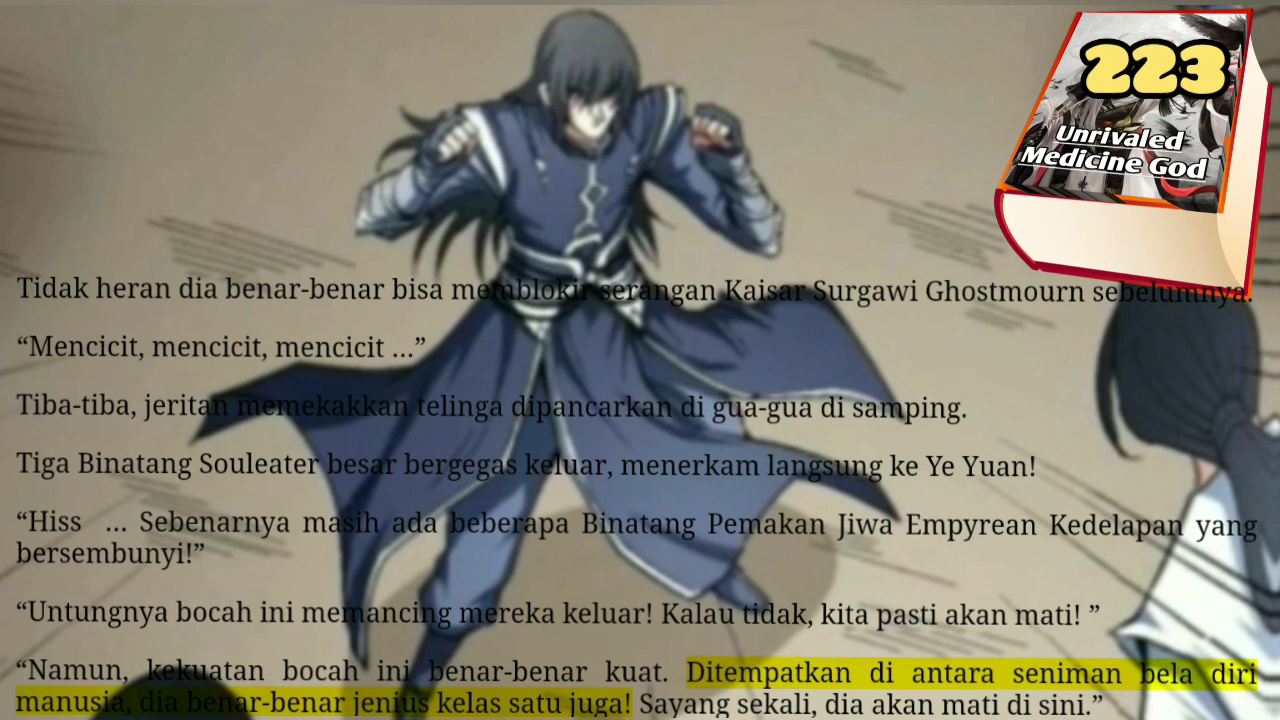 223
Unrivaled
Medicine God
Tidak heran dia benar-benar bisa memblokir serangan Kaisar Surgawi Ghostmourn sebelumnya.
“Mencicit, mencicit, mencicit ...”
Tiba-tiba, jeritan memekakkan telinga dipancarkan di gua-gua di samping.
Tiga Binatang Souleater besar bergegas keluar, menerkam langsung ke Ye Yuan!
“Hiss ... Sebenarnya masih ada beberapa Binatang Pemakan Jiwa Empyrean Kedelapan yang
bersembunyi!”
“Untungnya bocah ini memancing mereka keluar! Kalau tidak, kita pasti akan mati! ”
“Namun, kekuatan bocah ini benar-benar kuat. Ditempatkan di antara seniman bela diri
manusia, dia benar-benar jenius kelas satu juga! Sayang sekali, dia akan mati di sini.”